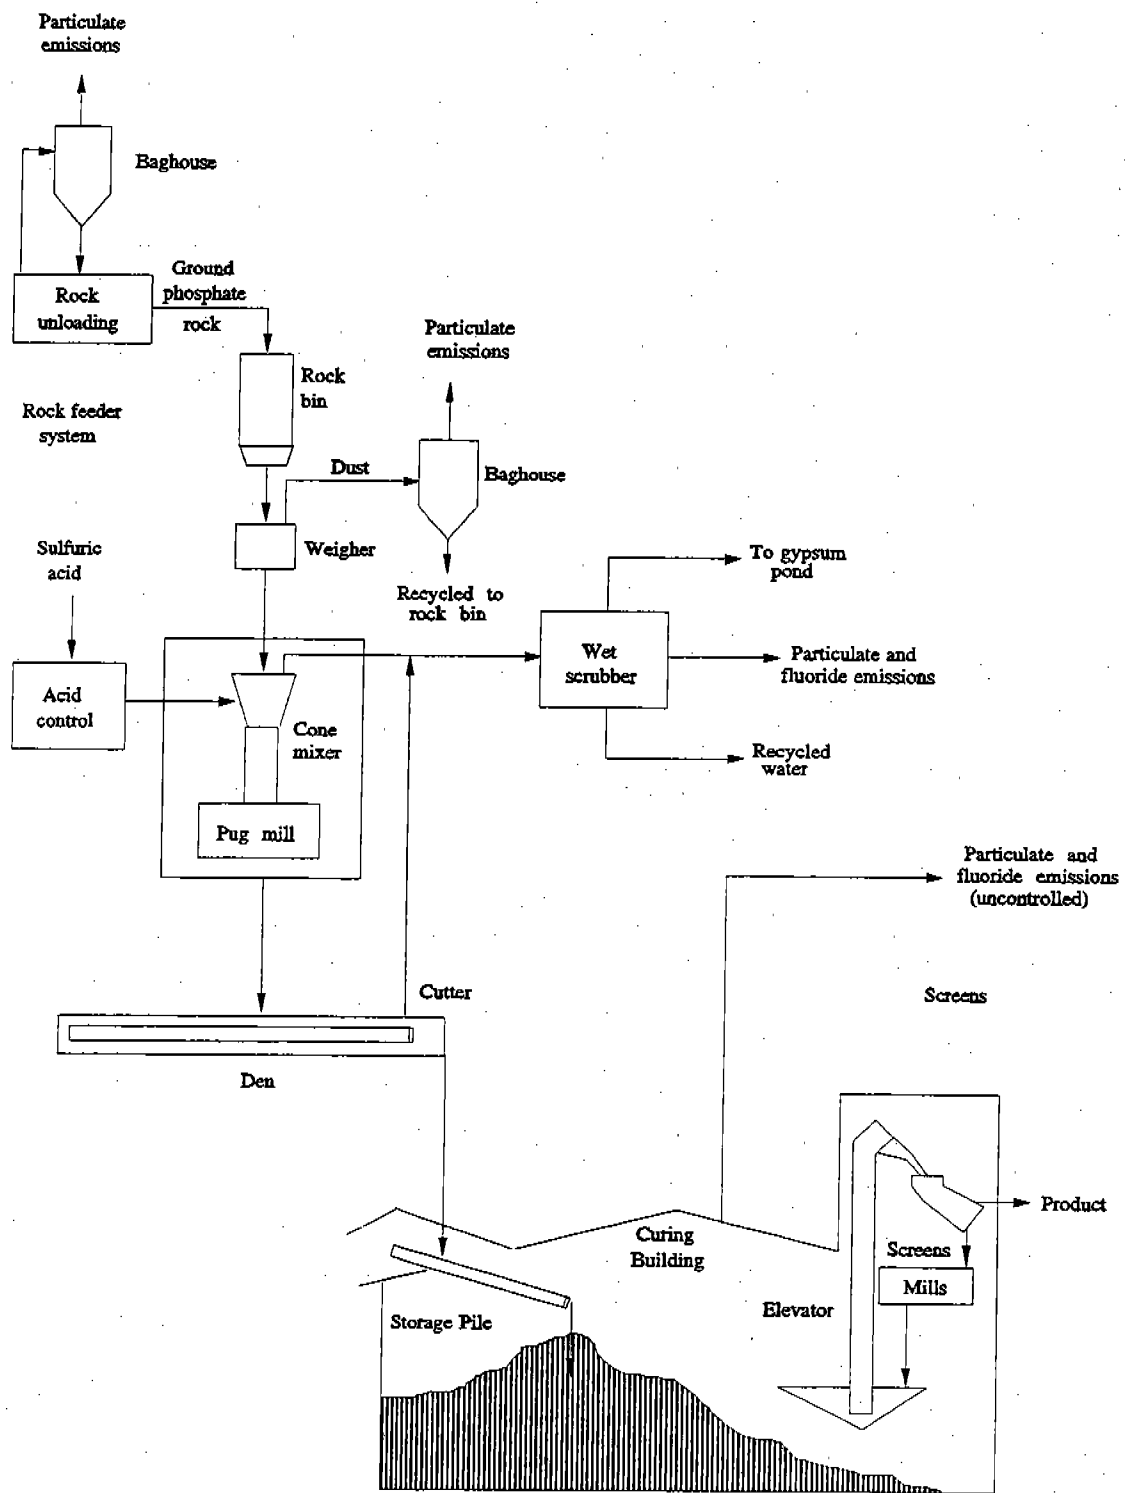 Particulate
emissions
Baghouse
Rock
unloading
Ground
phosphate
rock
Rock
bin
Particulate
emissions
Rock feeder
system
Dust
Baghouse
Weigher
Sulfuric
acid
Recycled to
rock bin
To gypsum
pond
Wet
scrubber
Particulate and
fluoride emissions
Acid
control
Cone
mixer
Recycled
water
Pug mill
Particulate and
fluoride emissions
(uncontrolled)
Cutter
Screens
Den
Product
Curing
Building
Screens
Mills
Elevator
Storage Pile